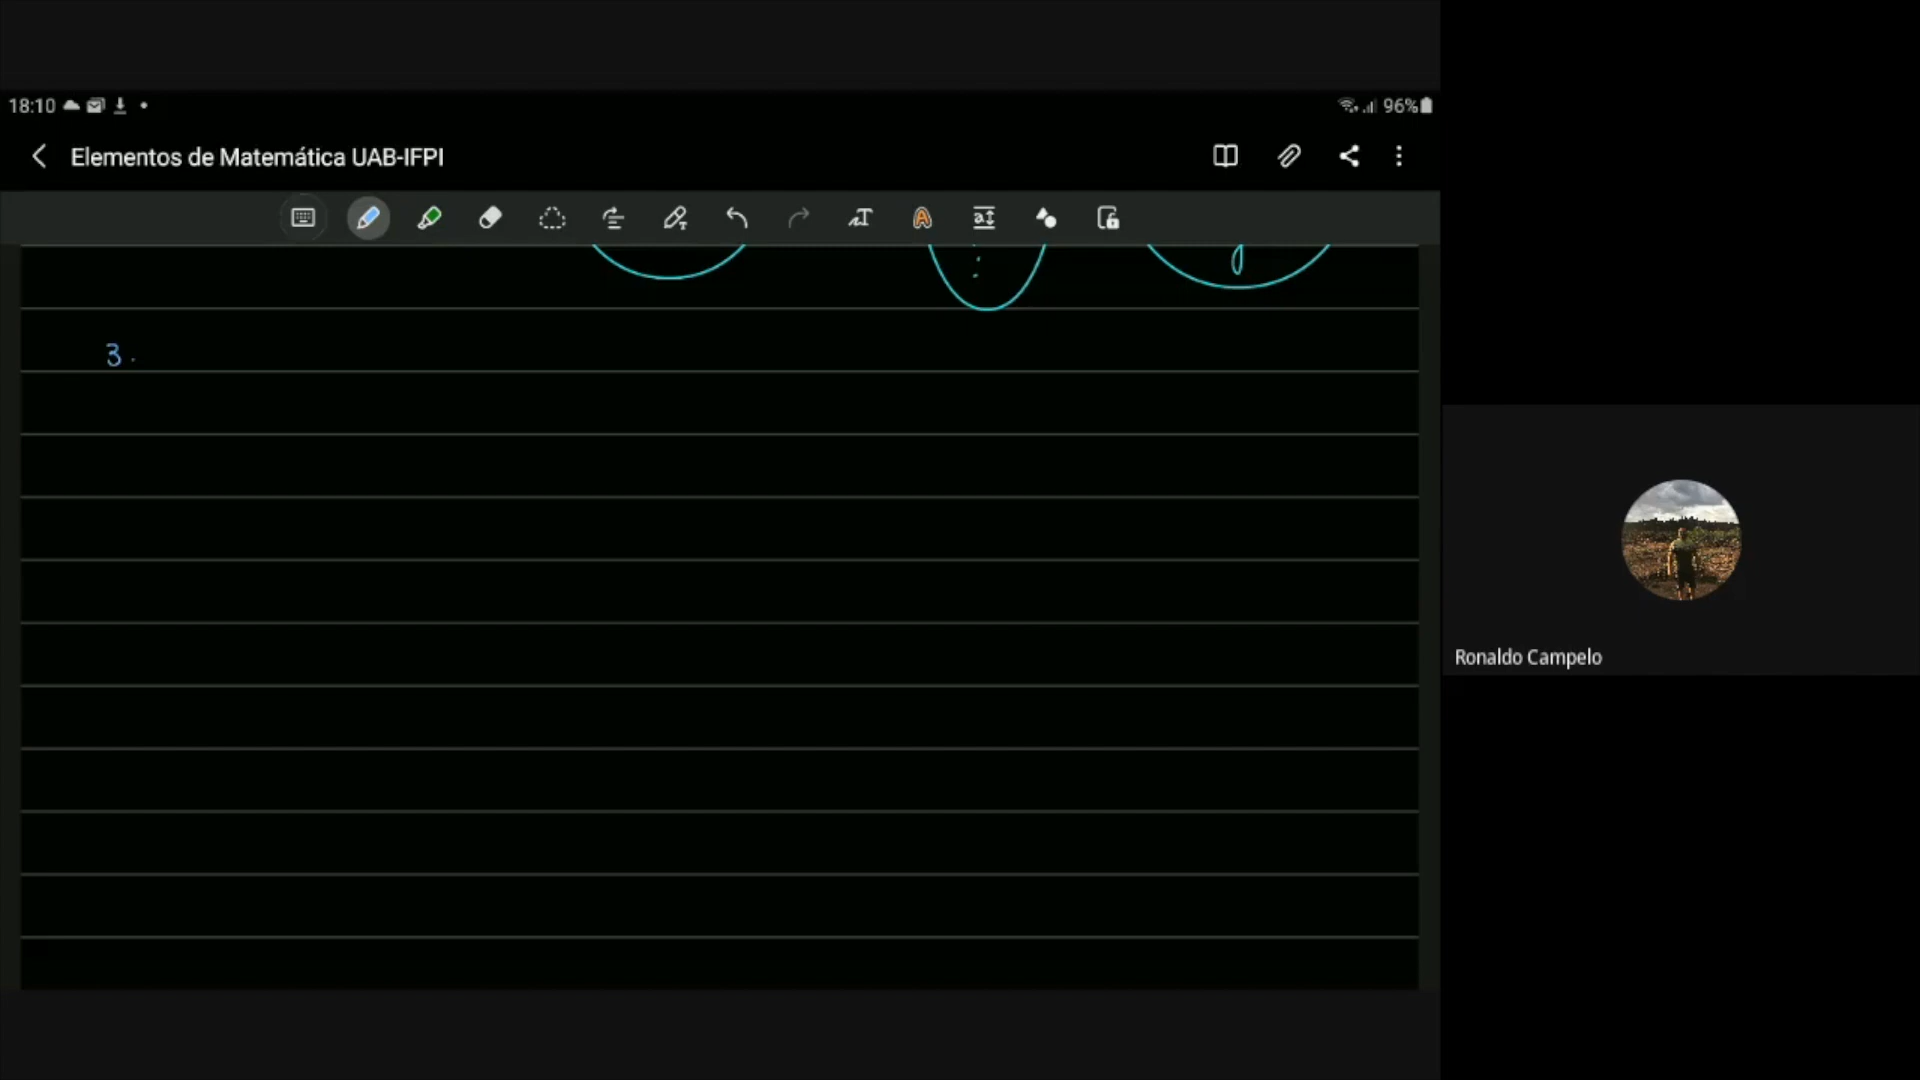 18:10
96%
Elementos de Matemática UAB-IFPI
3.
Ronaldo Campelo